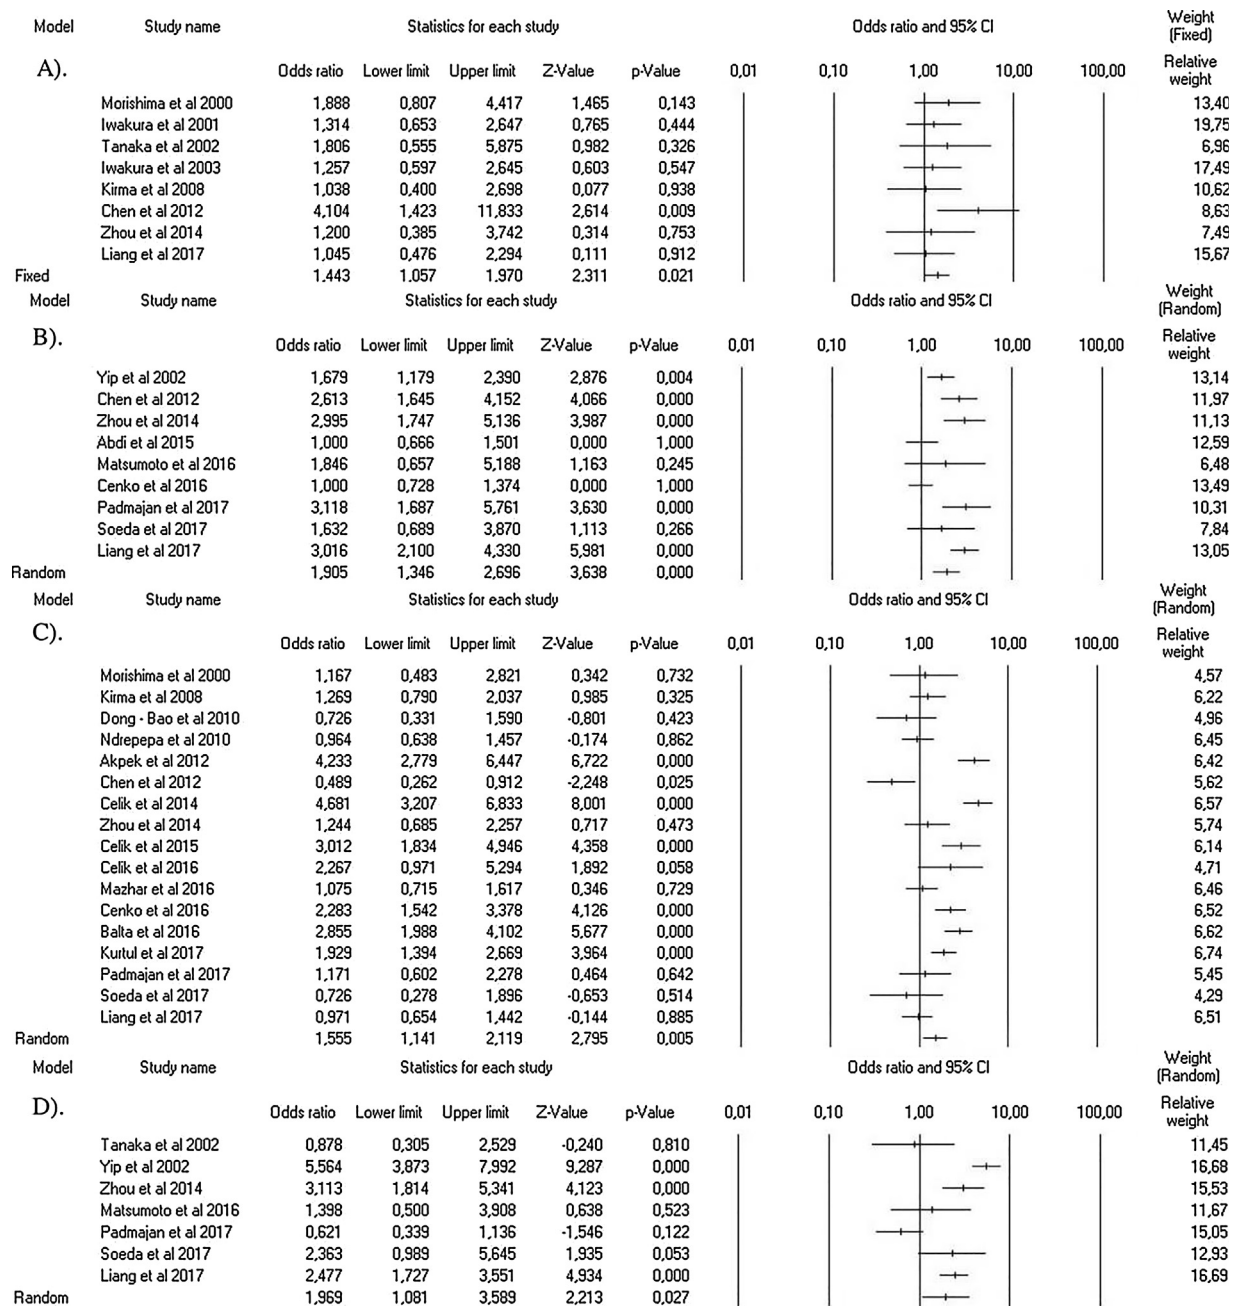 Model Study name Statistics for each study Odds ratio and 95% CI Weight (Fixed)
A).
Odds ratio Lower limit Upper limit Z-Value p-Value 0,01 0,10 1,00 10,00 100,00 Relative weight
Morishima et al 2000 1,888 0,807 4,417 1,465 0,143 13,40
Iwakura et al 2001 1,314 0,653 2,647 0,765 0,444 19,75
Tanaka et al 2002 1,806 0,555 5,875 0,982 0,326 6,96
Iwakura et al 2003 1,257 0,597 2,645 0,603 0,547 17,49
Kirma et al 2008 1,038 0,400 2,698 0,077 0,938 10,62
Chen et al 2012 4,104 1,423 11,833 2,614 0,009 8,63
Zhou et al 2014 1,200 0,385 3,742 0,314 0,753 7,49
Liang et al 2017 1,045 0,476 2,294 0,111 0,912 15,67
Fixed 1,443 1,057 1,970 2,311 0,021
Model Study name Statistics for each study Odds ratio and 95% CI Weight (Random)
B).
Odds ratio Lower limit Upper limit Z-Value p-Value 0,01 0,10 1,00 10,00 100,00 Relative weight
Yip et al 2002 1,679 1,179 2,390 2,876 0,004 13,14
Chen et al 2012 2,613 1,645 4,152 4,066 0,000 11,97
Zhou et al 2014 2,995 1,747 5,136 3,987 0,000 11,13
Abdi et al 2015 1,000 0,666 1,501 0,000 1,000 12,59
Matsumoto et al 2016 1,846 0,657 5,188 1,163 0,245 6,48
Cenko et al 2016 1,000 0,728 1,374 0,000 1,000 13,49
Padmajan et al 2017 3,118 1,687 5,761 3,630 0,000 10,31
Soeda et al 2017 1,632 0,689 3,870 1,113 0,266 7,84
Liang et al 2017 3,016 2,100 4,330 5,981 0,000 13,05
Random 1,905 1,346 2,696 3,638 0,000
Model Study name Statistics for each study Odds ratio and 95% CI Weight (Random)
C).
Odds ratio Lower limit Upper limit Z-Value p-Value 0,01 0,10 1,00 10,00 100,00 Relative weight
Morishima et al 2000 1,167 0,483 2,821 0,342 0,732 4,57
Kirma et al 2008 1,269 0,790 2,037 0,985 0,325 6,22
Dong - Bao et al 2010 0,726 0,331 1,590 -0,801 0,423 4,96
Ndrepepa et al 2010 0,964 0,638 1,457 -0,174 0,862 6,45
Akpek et al 2012 4,233 2,779 6,447 6,722 0,000 6,42
Chen et al 2012 0,489 0,262 0,912 -2,248 0,025 5,62
Celik et al 2014 4,681 3,207 6,833 8,001 0,000 6,57
Zhou et al 2014 1,244 0,685 2,257 0,717 0,473 5,74
Celik et al 2015 3,012 1,834 4,946 4,358 0,000 6,14
Celik et al 2016 2,267 0,971 5,294 1,892 0,058 4,71
Mazhar et al 2016 1,075 0,715 1,617 0,346 0,729 6,46
Cenko et al 2016 2,283 1,542 3,378 4,126 0,000 6,52
Balta et al 2016 2,855 1,988 4,102 5,677 0,000 6,62
Kurtul et al 2017 1,929 1,394 2,669 3,964 0,000 6,74
Padmajan et al 2017 1,171 0,602 2,278 0,464 0,642 5,45
Soeda et al 2017 0,726 0,278 1,896 -0,653 0,514 4,29
Liang et al 2017 0,971 0,654 1,442 -0,144 0,885 6,51
Random 1,555 1,141 2,119 2,795 0,005
Model Study name Statistics for each study Odds ratio and 95% CI Weight (Random)
D).
Odds ratio Lower limit Upper limit Z-Value p-Value 0,01 0,10 1,00 10,00 100,00 Relative weight
Tanaka et al 2002 0,878 0,305 2,529 -0,240 0,810 11,45
Yip et al 2002 5,564 3,873 7,992 9,287 0,000 16,68
Zhou et al 2014 3,113 1,814 5,341 4,123 0,000 15,53
Matsumoto et al 2016 1,398 0,500 3,908 0,638 0,523 11,67
Padmajan et al 2017 0,621 0,339 1,136 -1,546 0,122 15,05
Soeda et al 2017 2,363 0,989 5,645 1,935 0,053 12,93
Liang et al 2017 2,477 1,727 3,551 4,934 0,000 16,69
Random 1,969 1,081 3,589 2,213 0,027